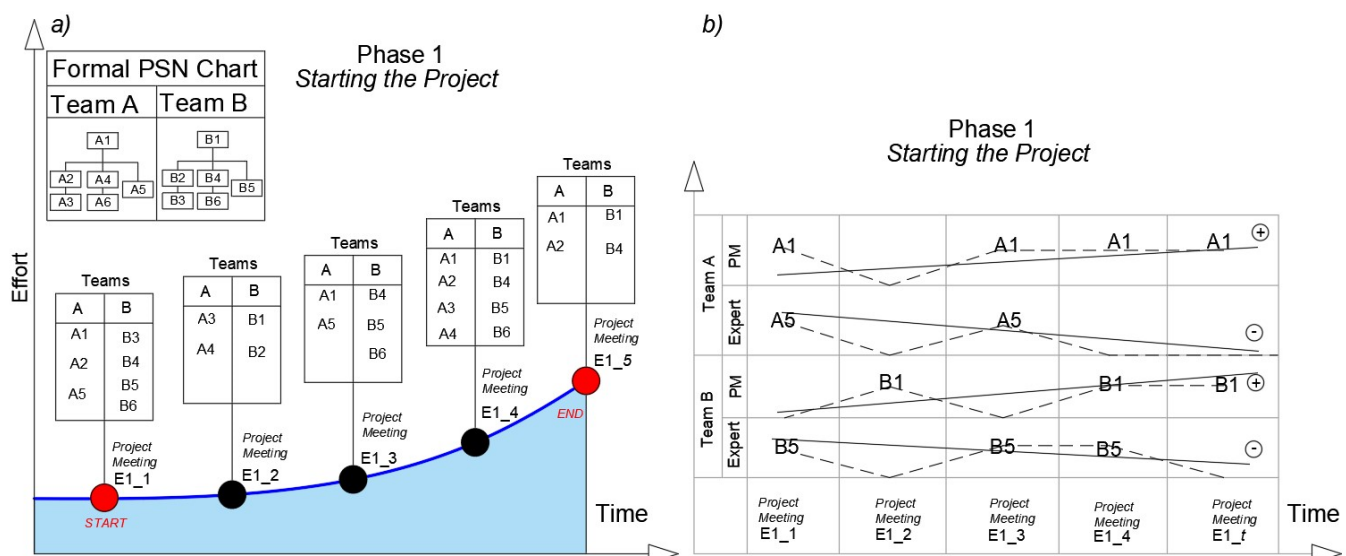 a)
Phase 1
Starting the Project
Formal PSN Chart
Team A Team B
A1 B1
A2 A4 A5 B2 B4 B5
A3 A6 B3 B6
Effort
Teams
A B
A1 B3
A2 B4
A5 B5
B6
Project
Meeting
E1_1
START
Teams
A B
A3 B1
A4 B2
Project
Meeting
E1_2
Teams
A B
A1 B4
A5 B5
B6
Project
Meeting
E1_3
Teams
A B
A1 B1
A2 B4
A3 B5
A4 B6
Project
Meeting
E1_4
Teams
A B
A1 B1
A2 B4
Project
Meeting
E1_5
END
Time
b)
Phase 1
Starting the Project
Team A
PM
A1 A1 A1 A1 +
Expert
A5 A5 -
Team B
PM
B1 B1 B1 +
Expert
B5 B5 B5 -
Project Project Project Project Project
Meeting Meeting Meeting Meeting Meeting
E1_1 E1_2 E1_3 E1_4 E1_t
Time